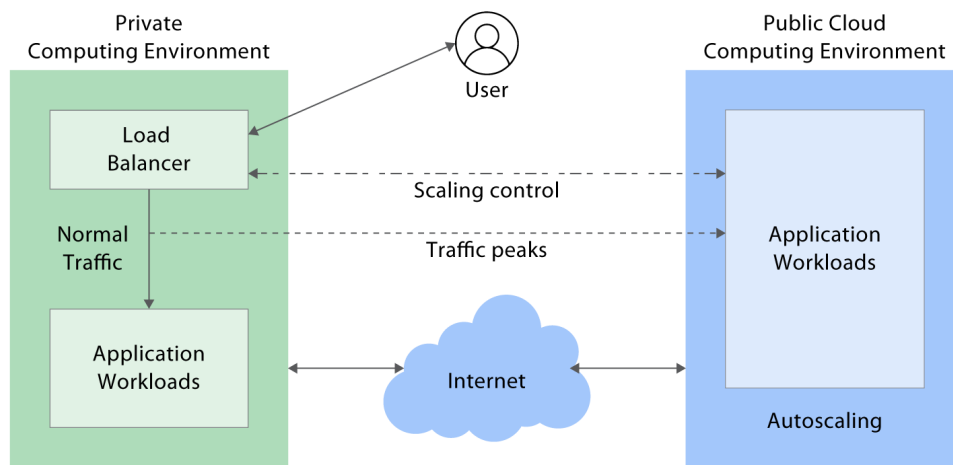 Private
Computing Environment
User
Public Cloud
Computing Environment
Load
Balancer
Scaling control
Normal
Traffic
Traffic peaks
Application
Workloads
Application
Workloads
Internet
Autoscaling